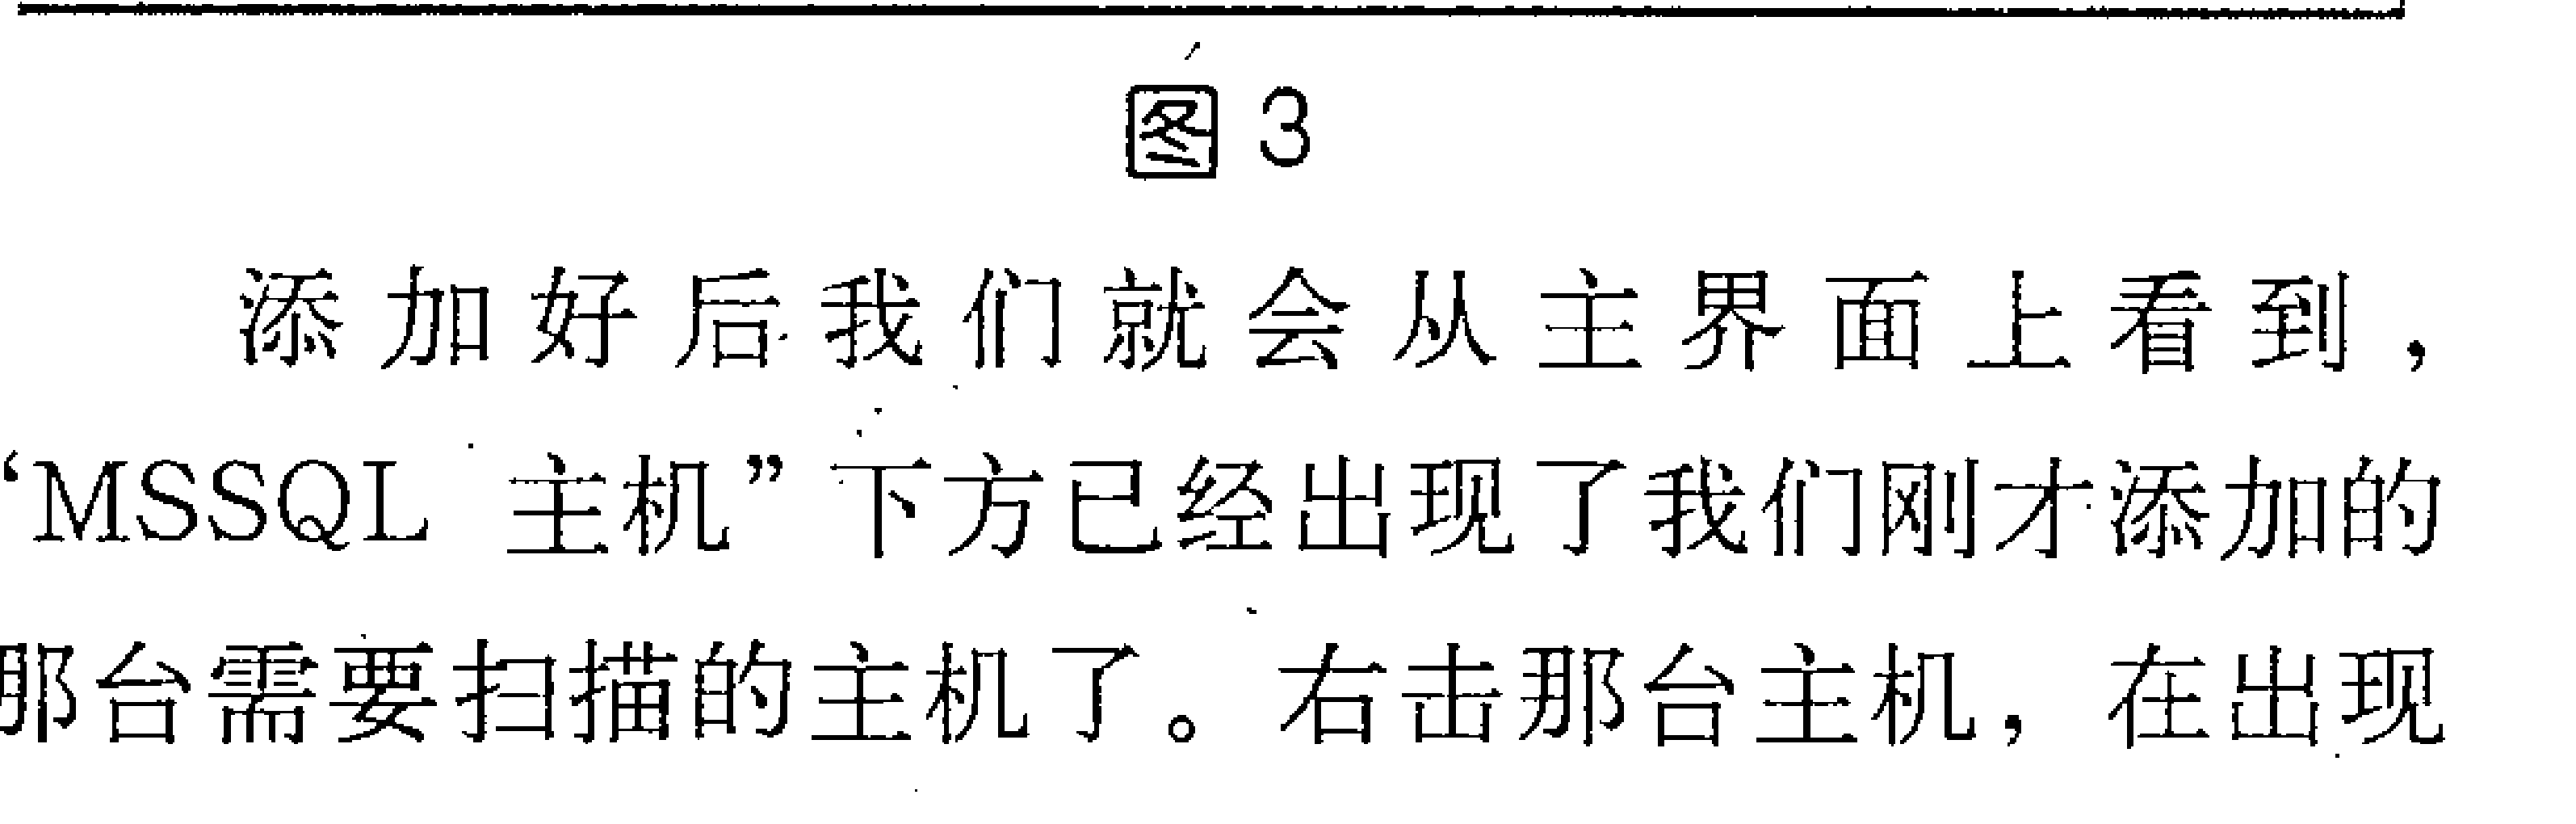 图 3
添加好后我们就会从主界面上看到，
“MSSQL 主机”下方已经出现了我们刚才添加的
那台需要扫描的主机了。右击那台主机，在出现